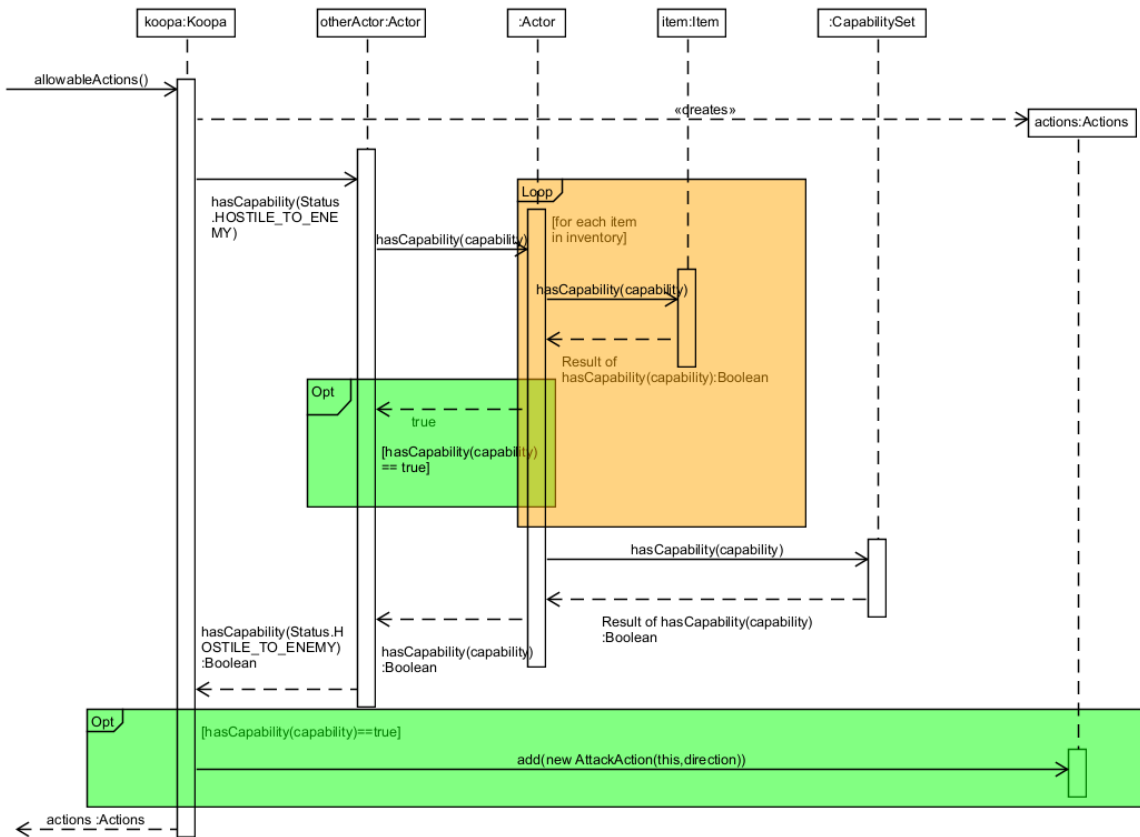 koopa:Koopa
otherActor:Actor
:Actor
item:Item
:CapabilitySet
allowableActions()
«creates»
actions:Actions
hasCapability(Status
.HOSTILE_TO_ENE
MY)
Loop
[for each item
in inventory]
hasCapability(capability)
hasCapability(capability)
Result of
hasCapability(capability):Boolean
Opt
true
[hasCapability(capability)
== true]
hasCapability(capability)
Result of hasCapability(capability)
:Boolean
hasCapability(Status.H
OSTILE_TO_ENEMY)
:Boolean
hasCapability(capability)
:Boolean
Opt
[hasCapability(capability)==true]
add(new AttackAction(this,direction))
actions :Actions